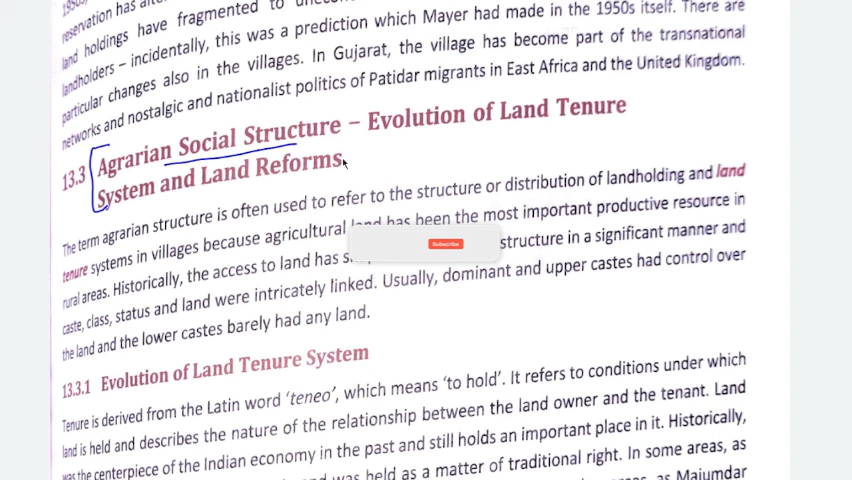 reservation has
land holdings have fragmented to
landholders – incidentally, this was a prediction which Mayer had made in the 1950s itself. There are
particular changes also in the villages. In Gujarat, the village has become part of the transnational
networks and nostalgic and nationalist politics of Patidar migrants in East Africa and the United Kingdom.
13.3 Agrarian Social Structure – Evolution of Land Tenure
System and Land Reforms
The term agrarian structure is often used to refer to the structure or distribution of landholding and land
tenure systems in villages because agricultural land has been the most important productive resource in
rural areas. Historically, the access to land has structure in a significant manner and
Subscribe
caste, class, status and land were intricately linked. Usually, dominant and upper castes had control over
the land and the lower castes barely had any land.
13.3.1 Evolution of Land Tenure System
Tenure is derived from the Latin word ‘teneo’, which means ‘to hold’. It refers to conditions under which
land is held and describes the nature of the relationship between the land owner and the tenant. Land
was the centerpiece of the Indian economy in the past and still holds an important place in it. Historically,
was held as a matter of traditional right. In some areas, as
as Majumdar